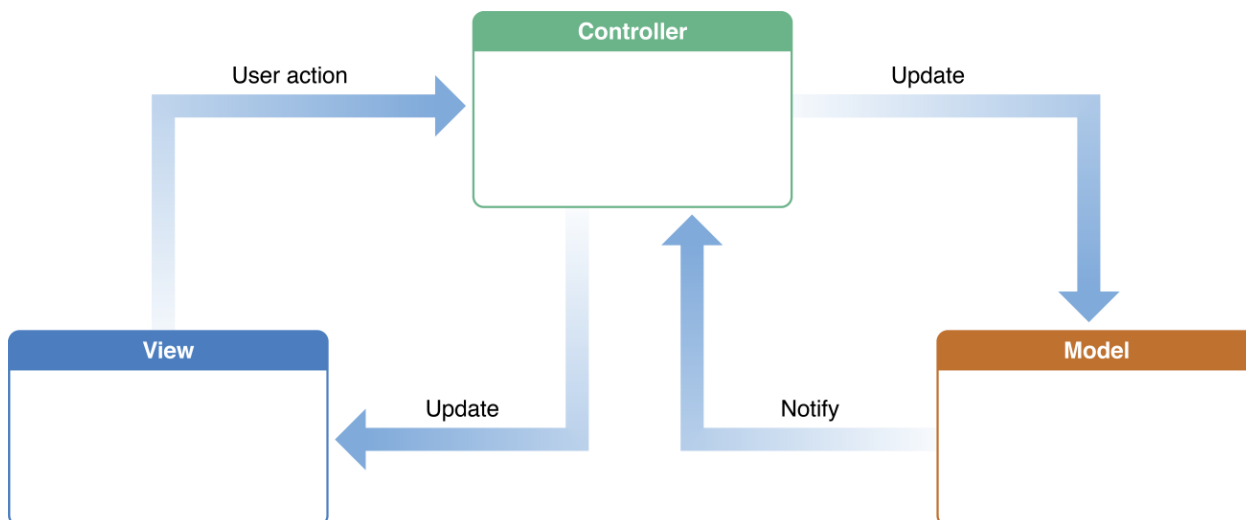 Controller
User action
Update
View
Model
Update
Notify